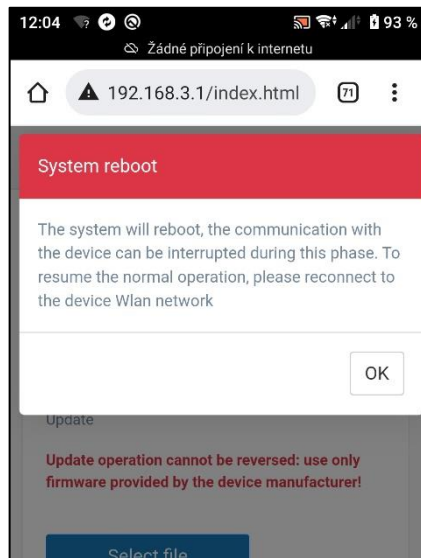 12:04
93 %
Žádné připojení k internetu
192.168.3.1/index.html
71
System reboot
The system will reboot, the communication with
the device can be interrupted during this phase. To
resume the normal operation, please reconnect to
the device Wlan network
OK
Update
Update operation cannot be reversed: use only
firmware provided by the device manufacturer!
Select file